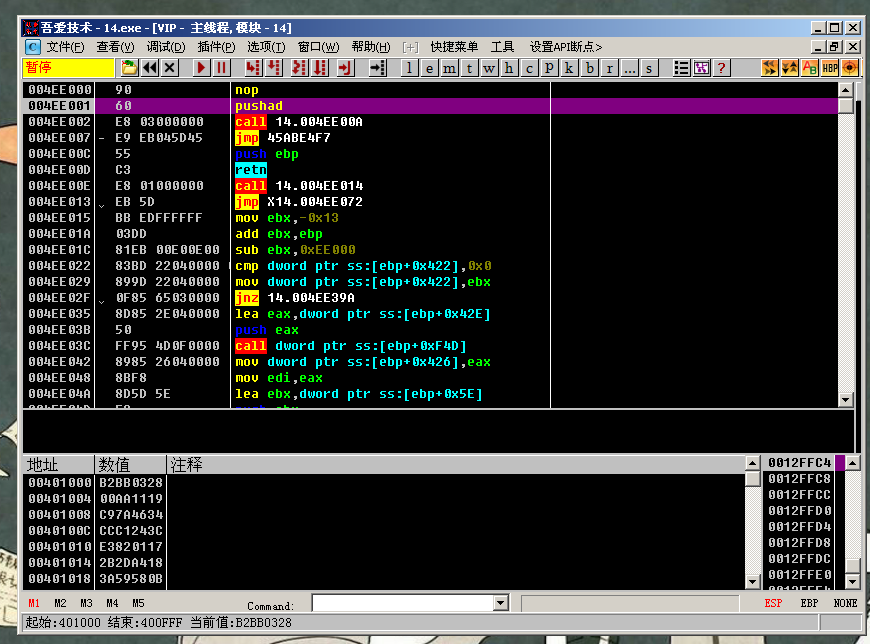 吾爱技术 - 14.exe - [VIP - 主线程, 模块 - 14]
文件(F) 查看(V) 调试(D) 插件(P) 选项(T) 窗口(W) 帮助(H) [+] 快捷菜单 工具 设置API断点>
暂停 l e m t w h c p k b r ... s ? HBP
004EE000 90 nop
004EE001 60 pushad
004EE002 E8 03000000 call 14.004EE00A
004EE007 - E9 EB045D45 jmp 45ABE4F7
004EE00C 55 push ebp
004EE00D C3 retn
004EE00E E8 01000000 call 14.004EE014
004EE013 EB 5D jmp X14.004EE072
004EE015 BB EDFFFFFF mov ebx,-0x13
004EE01A 03DD add ebx,ebp
004EE01C 81EB 00E00E00 sub ebx,0xEE000
004EE022 83BD 22040000 cmp dword ptr ss:[ebp+0x422],0x0
004EE029 899D 22040000 mov dword ptr ss:[ebp+0x422],ebx
004EE02F 0F85 65030000 jnz 14.004EE39A
004EE035 8D85 2E040000 lea eax,dword ptr ss:[ebp+0x42E]
004EE03B 50 push eax
004EE03C FF95 4D0F0000 call dword ptr ss:[ebp+0xF4D]
004EE042 8985 26040000 mov dword ptr ss:[ebp+0x426],eax
004EE048 8BF8 mov edi,eax
004EE04A 8D5D 5E lea ebx,dword ptr ss:[ebp+0x5E]
地址 数值 注释 0012FFC4
00401000 B2BB0328 0012FFC8
00401004 00AA1119 0012FFCC
00401008 C97A4634 0012FFD0
0040100C CCC1243C 0012FFD4
00401010 E3820117 0012FFD8
00401014 2B2DA418 0012FFDC
00401018 3A59580B 0012FFE0
M1 M2 M3 M4 M5 Command: ESP EBP NONE
起始:401000 结束:400FFF 当前值:B2BB0328